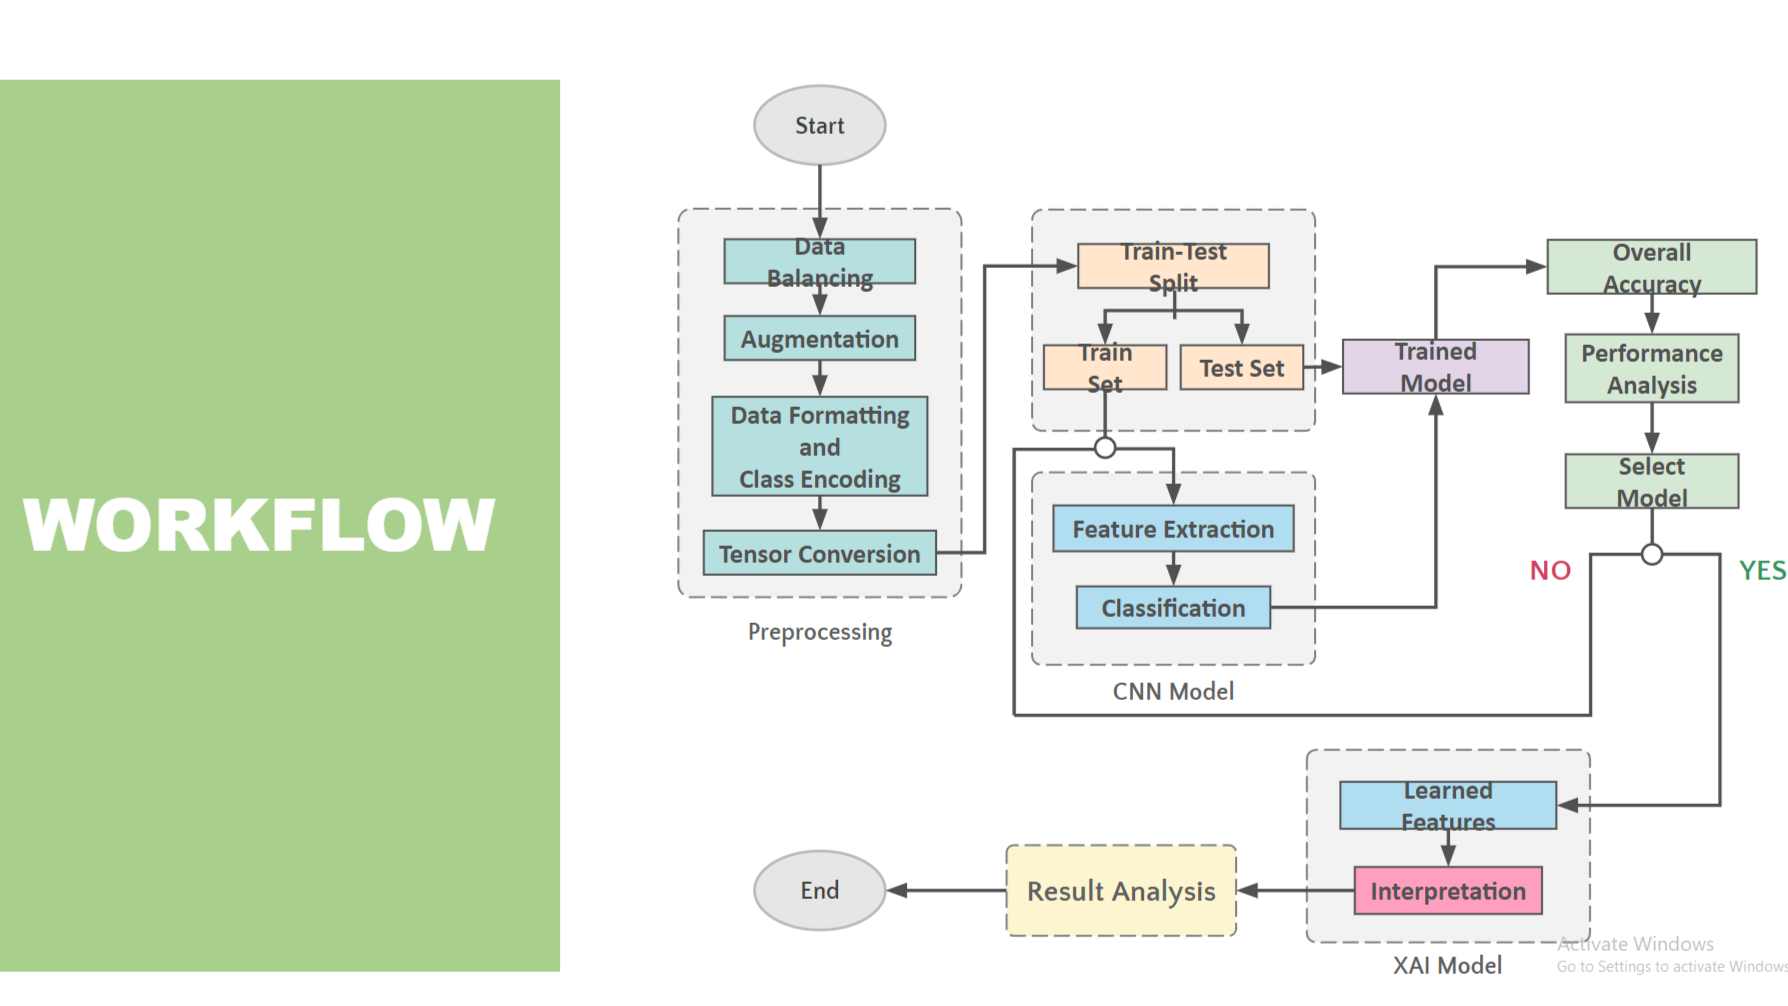 WORKFLOW
Start
Data
Balancing
Augmentation
Data Formatting
and
Class Encoding
Tensor Conversion
Preprocessing
Train-Test
Split
Train
Set
Test Set
Feature Extraction
Classification
CNN Model
Trained
Model
Overall
Accuracy
Performance
Analysis
Select
Model
NO
YES
Learned
Features
Interpretation
XAI Model
Result Analysis
End
Activate Windows
Go to Settings to activate Windows